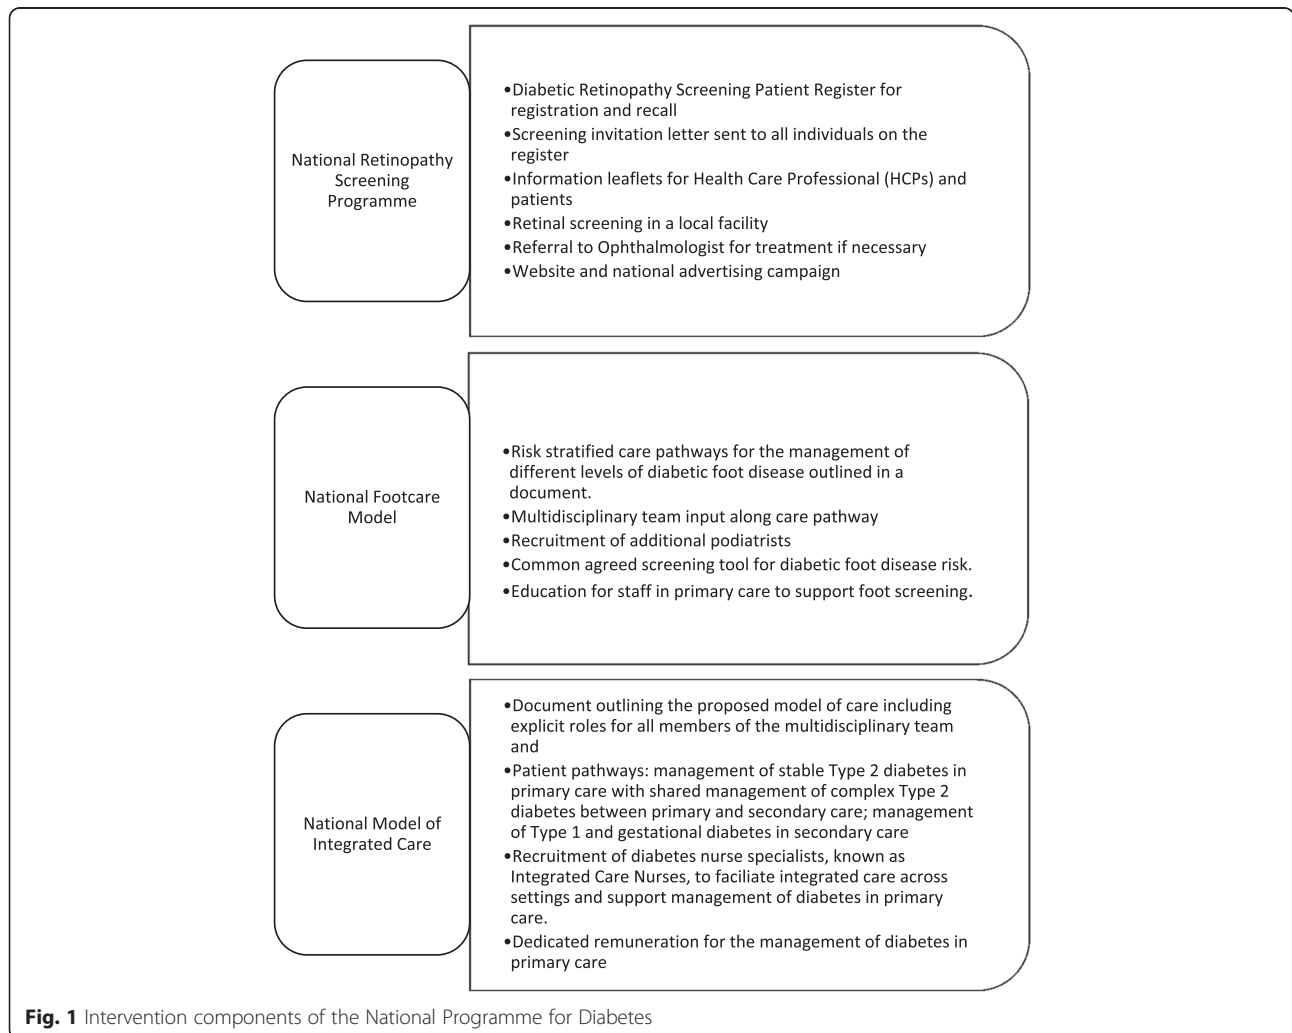 National Retinopathy
Screening
Programme
•Diabetic Retinopathy Screening Patient Register for
registration and recall
•Screening invitation letter sent to all individuals on the
register
•Information leaflets for Health Care Professional (HCPs) and
patients
•Retinal screening in a local facility
•Referral to Ophthalmologist for treatment if necessary
•Website and national advertising campaign
National Footcare
Model
•Risk stratified care pathways for the management of
different levels of diabetic foot disease outlined in a
document.
•Multidisciplinary team input along care pathway
•Recruitment of additional podiatrists
•Common agreed screening tool for diabetic foot disease risk.
•Education for staff in primary care to support foot screening.
National Model of
Integrated Care
•Document outlining the proposed model of care including
explicit roles for all members of the multidisciplinary team
and
•Patient pathways: management of stable Type 2 diabetes in
primary care with shared management of complex Type 2
diabetes between primary and secondary care; management
of Type 1 and gestational diabetes in secondary care
•Recruitment of diabetes nurse specialists, known as
Integrated Care Nurses, to faciliate integrated care across
settings and support management of diabetes in primary
care.
•Dedicated remuneration for the management of diabetes in
primary care
Fig. 1 Intervention components of the National Programme for Diabetes